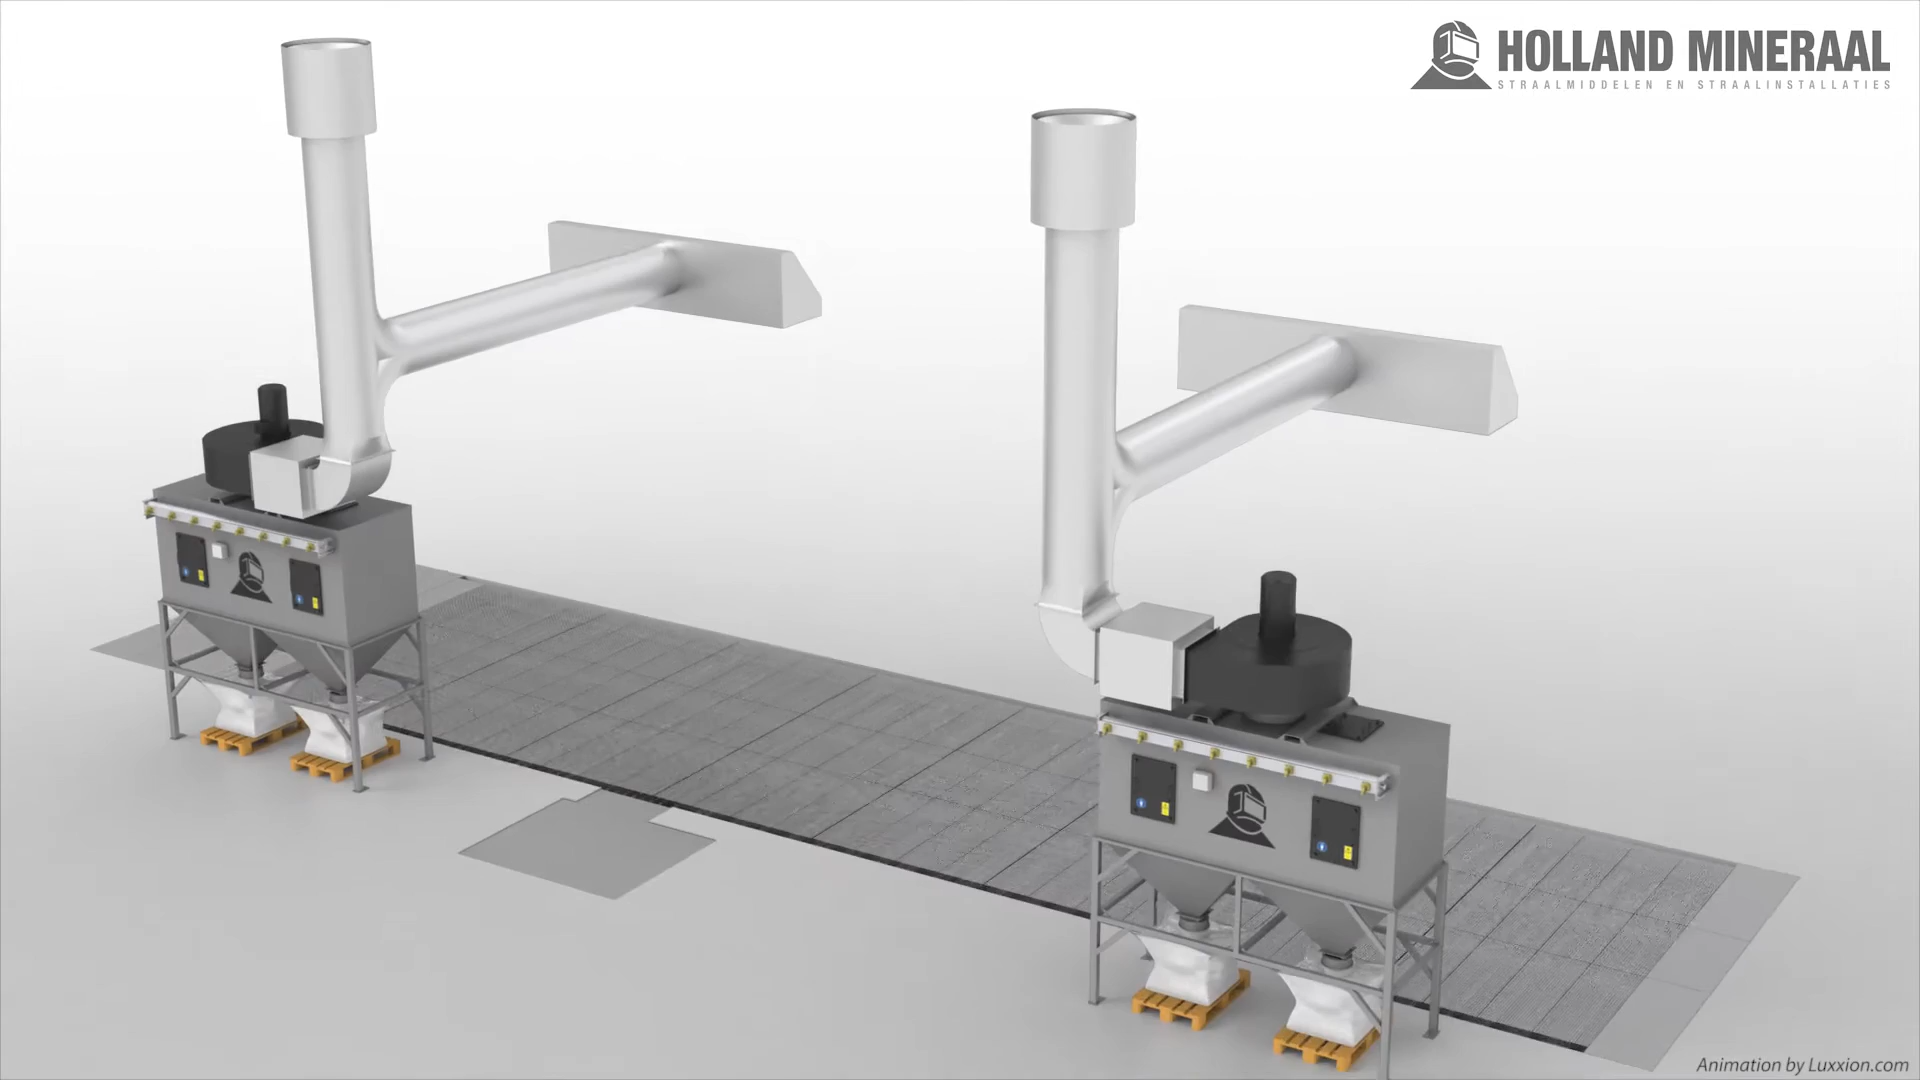 HOLLAND MINERAAL
STRAALMIDDELEN EN STRAALINSTALLATIES
Animation by Luxxion.com